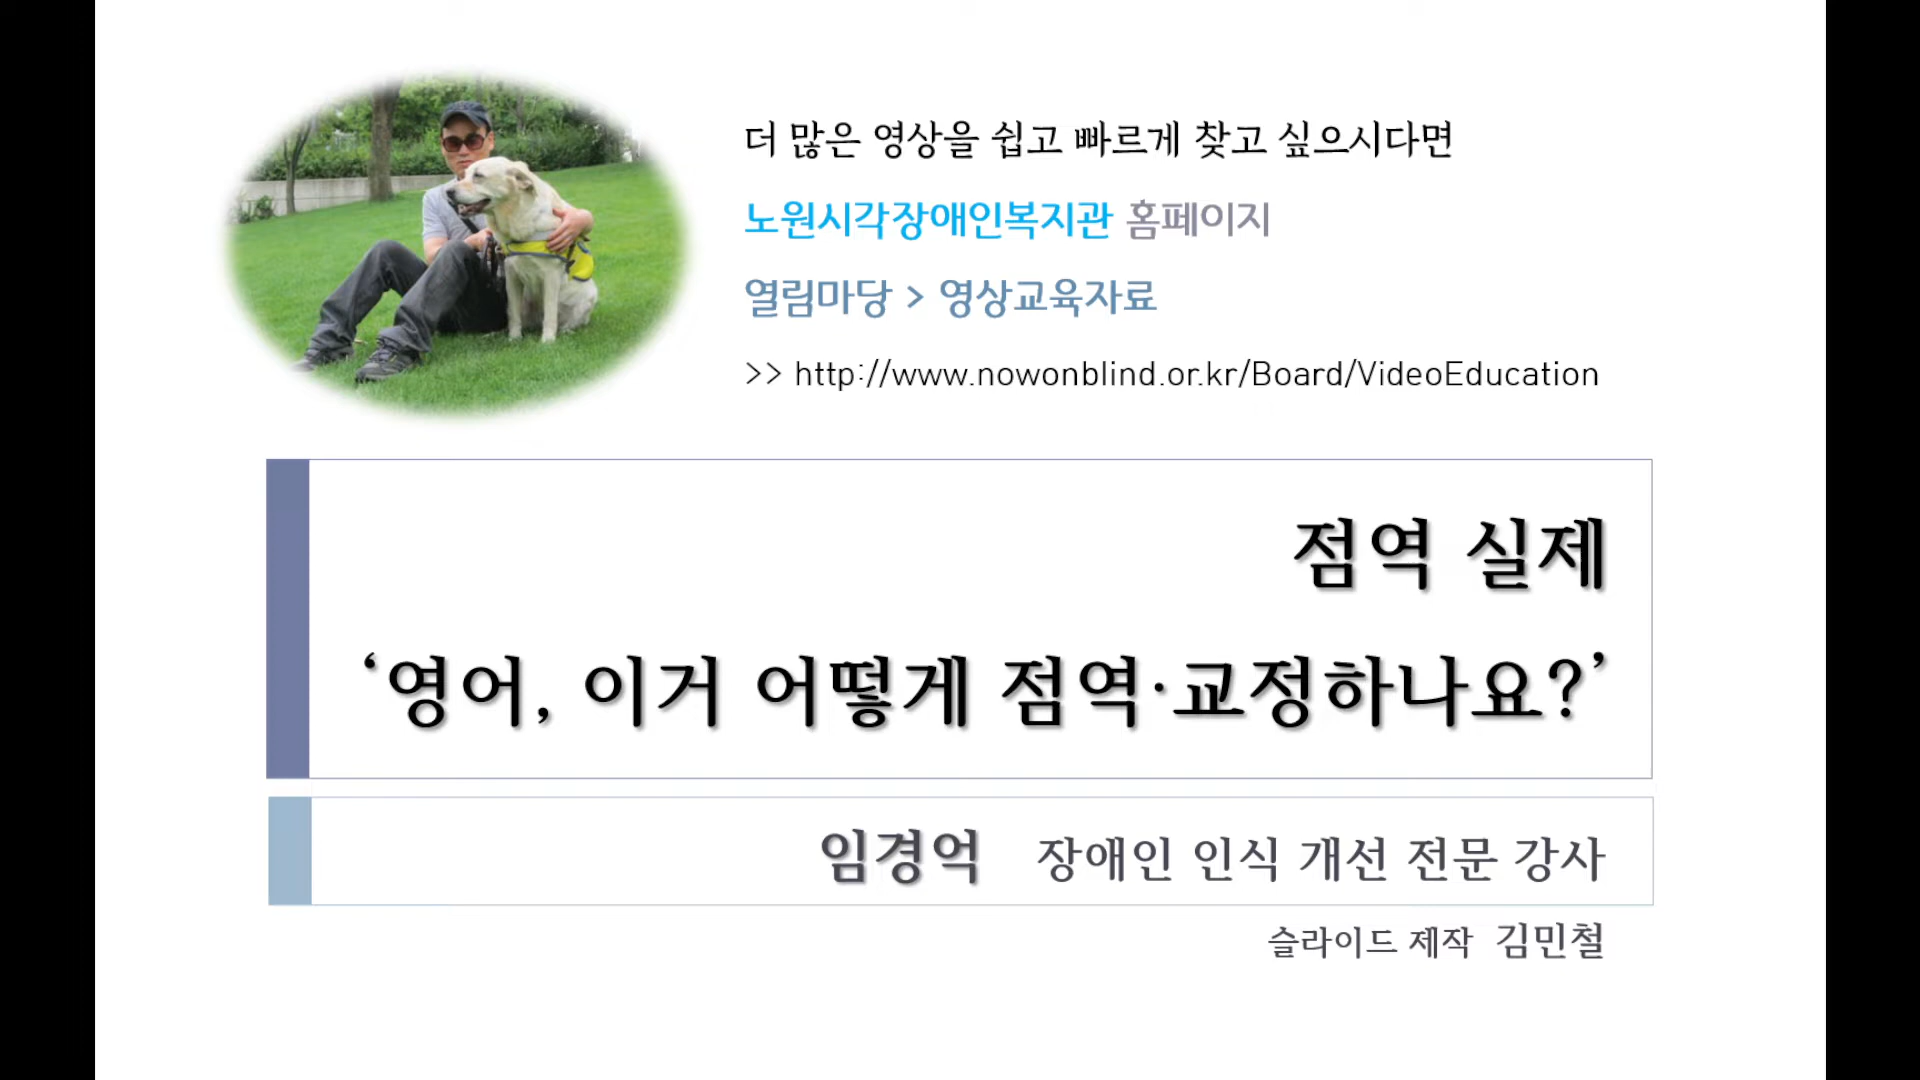 더 많은 영상을 쉽고 빠르게 찾고 싶으시다면
노원시각장애인복지관 홈페이지
열림마당 > 영상교육자료
>> http://www.nowonblind.or.kr/Board/VideoEducation
점역 실제
‘영어, 이거 어떻게 점역·교정하나요?’
임경억 장애인 인식 개선 전문 강사
슬라이드 제작 김민철